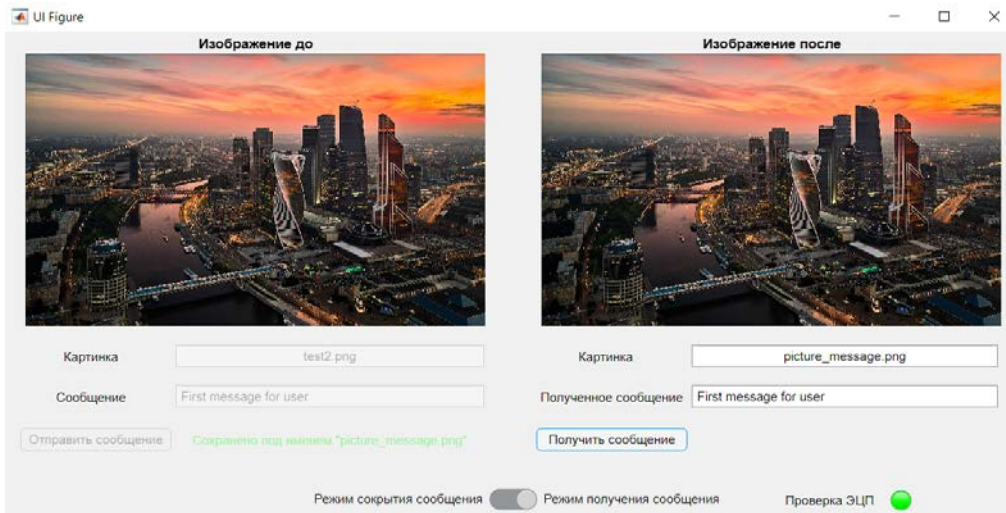 UI Figure
Изображение до
Изображение после
Картинка
test2.png
Картинка
picture_message.png
Сообщение
First message for user
Полученное сообщение
First message for user
Отправить сообщение
Сохранено под именем "picture_message.png"
Получить сообщение
Режим сокрытия сообщения
Режим получения сообщения
Проверка ЭЦП